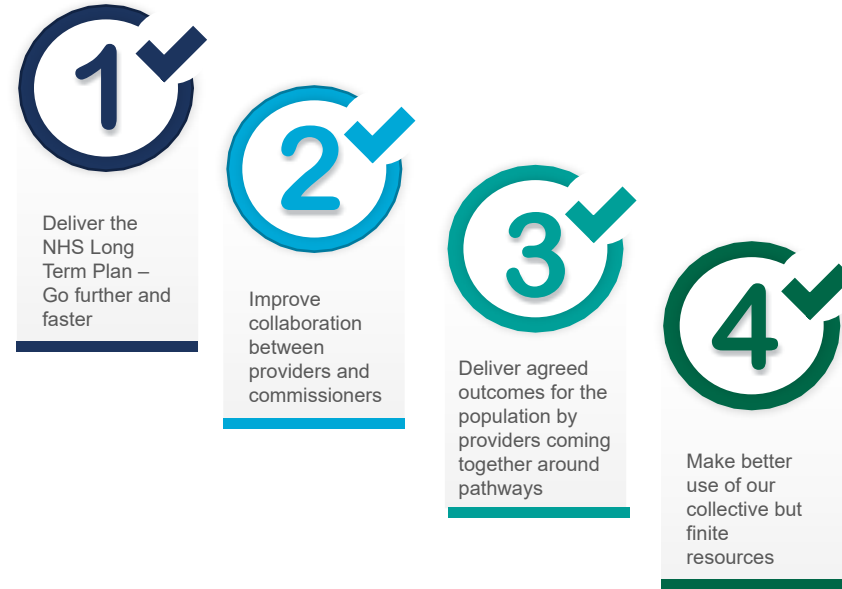 1
Deliver the
NHS Long
Term Plan –
Go further and
faster
2
Improve
collaboration
between
providers and
commissioners
3
Deliver agreed
outcomes for the
population by
providers coming
together around
pathways
4
Make better
use of our
collective but
finite
resources